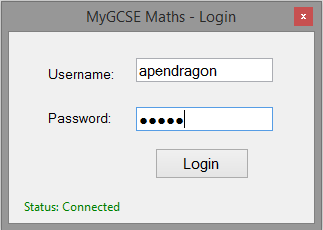 MyGCSE Maths - Login
x
Username:
apendragon
Password:
●●●●●
Login
Status: Connected